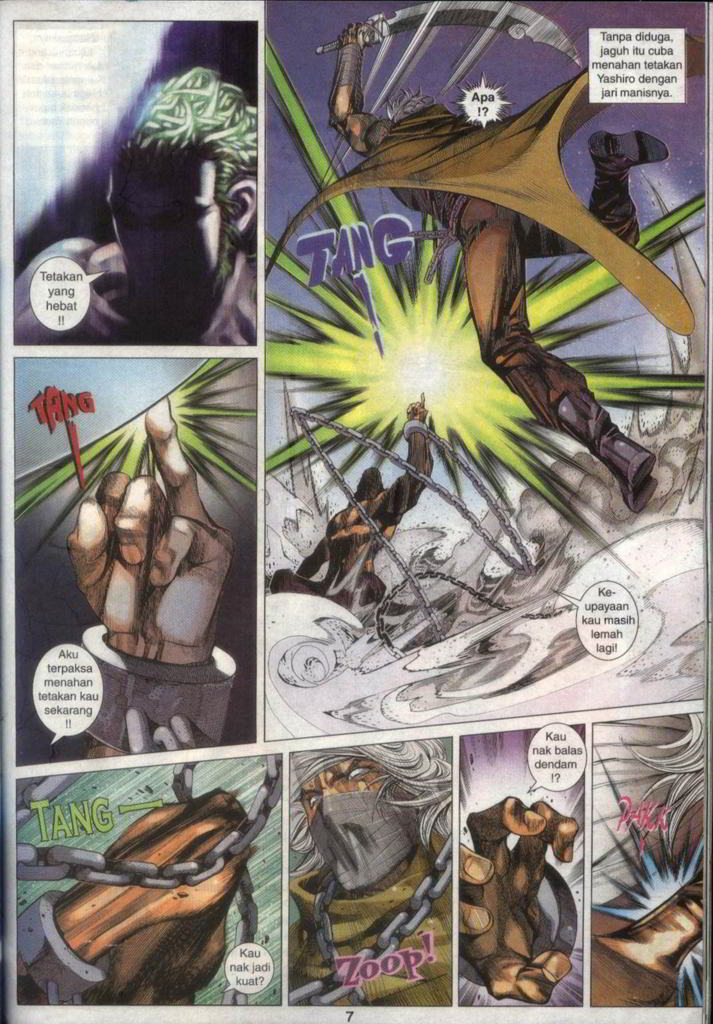 Tetakan
yang
hebat
!!
Tanpa diduga,
jaguh itu cuba
menahan tetakan
Yashiro dengan
jari manisnya.
Apa
!?
TANG
TANG
Aku
terpaksa
menahan
tetakan kau
sekarang
!!
Ke-
upayaan
kau masih
lemah
lagi!
TANG
Kau
nak jadi
kuat?
Zoop!
Kau
nak balas
dendam
!?
PAKK
7